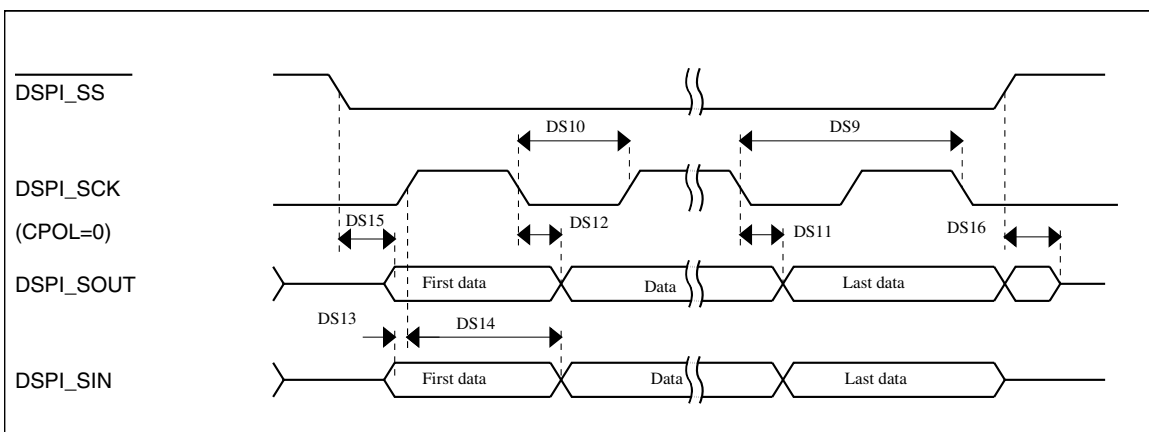 DSPI_SS
DS10
DS9
DSPI_SCK
(CPOL=0)
DS15
DS12
DS11
DS16
DSPI_SOUT
First data
Data
Last data
DS13
DS14
DSPI_SIN
First data
Data
Last data